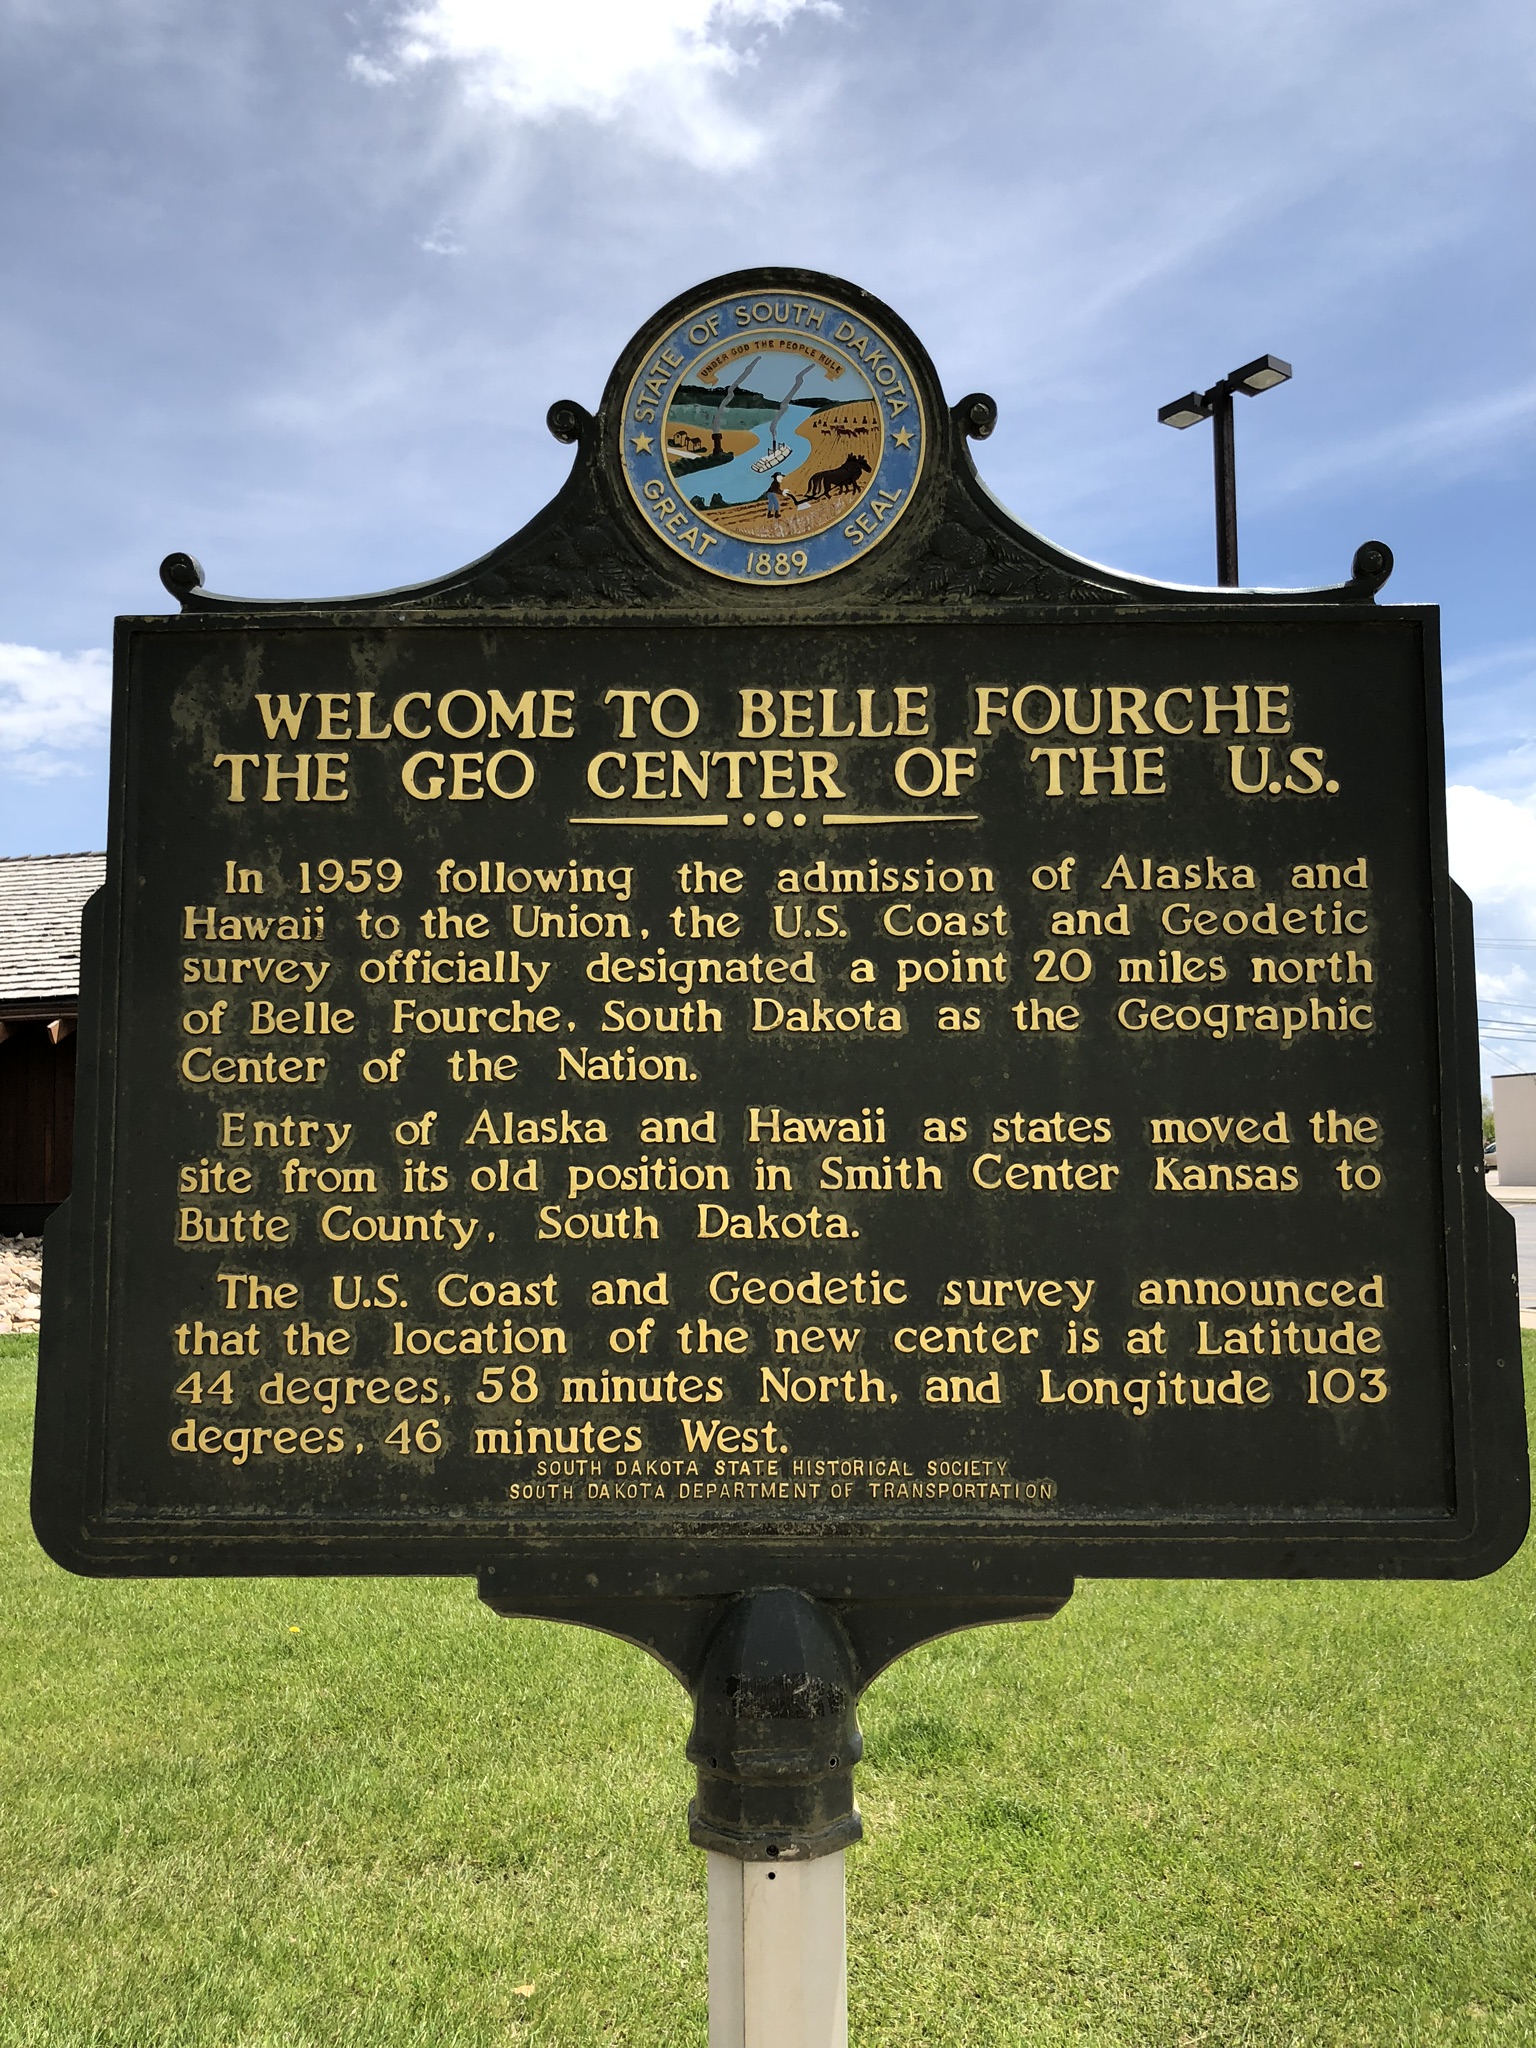 STATE OF SOUTH DAKOTA
UNDER GOD THE PEOPLE RULE
GREAT SEAL
1889
WELCOME TO BELLE FOURCHE
THE GEO CENTER OF THE U.S.
In 1959 following the admission of Alaska and
Hawaii to the Union, the U.S. Coast and Geodetic
survey officially designated a point 20 miles north
of Belle Fourche, South Dakota as the Geographic
Center of the Nation.
Entry of Alaska and Hawaii as states moved the
site from its old position in Smith Center Kansas to
Butte County, South Dakota.
The U.S. Coast and Geodetic survey announced
that the location of the new center is at Latitude
44 degrees, 58 minutes North, and Longitude 103
degrees, 46 minutes West.
SOUTH DAKOTA STATE HISTORICAL SOCIETY
SOUTH DAKOTA DEPARTMENT OF TRANSPORTATION